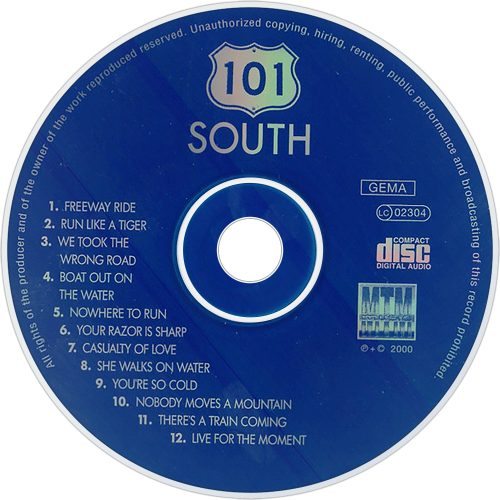 All rights of the producer and of the owner of the work reproduced reserved. Unauthorized copying, hiring, renting, public performance and broadcasting of this record prohibited.
101
SOUTH
GEMA
LC 02304
COMPACT
disc
DIGITAL AUDIO
MTM
℗ + © 2000
1. FREEWAY RIDE
2. RUN LIKE A TIGER
3. WE TOOK THE
WRONG ROAD
4. BOAT OUT ON
THE WATER
5. NOWHERE TO RUN
6. YOUR RAZOR IS SHARP
7. CASUALTY OF LOVE
8. SHE WALKS ON WATER
9. YOU'RE SO COLD
10. NOBODY MOVES A MOUNTAIN
11. THERE'S A TRAIN COMING
12. LIVE FOR THE MOMENT